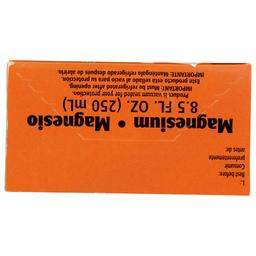 L:
Best before:
Consumir
preferentemente
antes de:
Magnesium • Magnesio
8.5 FL. OZ. (250 mL)
Product is vacuum sealed for your protection.
IMPORTANT: Must be refrigerated after opening.
Este producto está sellado al vacío para su protección.
IMPORTANTE: Manténgalo refrigerado después de abrirlo.